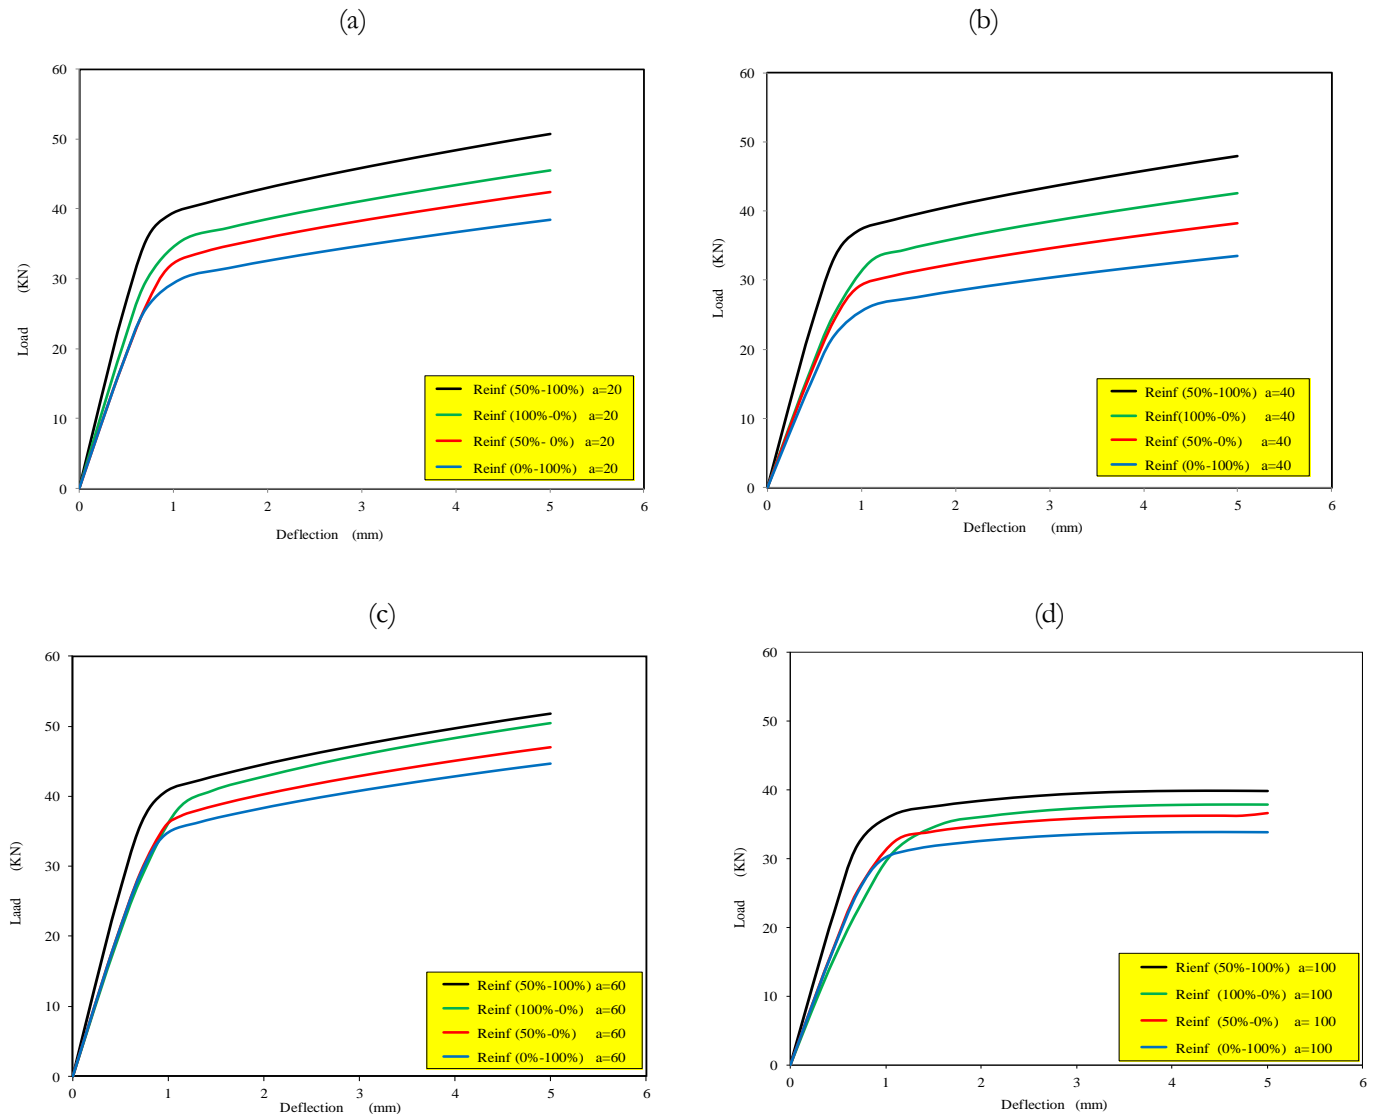 (a)
60
50
40
30
20
10
0
0 1 2 3 4 5 6
Load (KN)
Deflection (mm)
Reinf (50%-100%) a=20
Reinf (100%-0%) a=20
Reinf (50%- 0%) a=20
Reinf (0%-100%) a=20
(b)
60
50
40
30
20
10
0
0 1 2 3 4 5 6
Load (KN)
Deflection (mm)
Reinf (50%-100%) a=40
Reinf(100%-0%) a=40
Reinf (50%-0%) a=40
Reinf (0%-100%) a=40
(c)
60
50
40
30
20
10
0
0 1 2 3 4 5 6
Laad (KN)
Deflection (mm)
Reinf (50%-100%) a=60
Reinf (100%-0%) a=60
Reinf (50%-0%) a=60
Reinf (0%-100%) a=60
(d)
60
50
40
30
20
10
0
0 1 2 3 4 5 6
Load (KN)
Deflection (mm)
Rienf (50%-100%) a=100
Reinf (100%-0%) a=100
Reinf (50%-0%) a= 100
Reinf (0%-100%) a=100